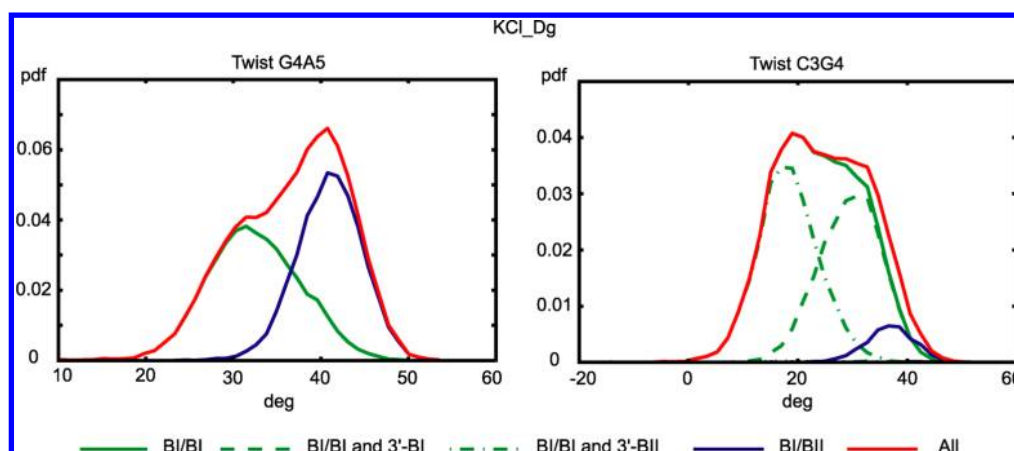 KCl_Dg
Twist G4A5
Twist C3G4
pdf
0.06
0.04
0.02
0
10 20 30 40 50 60
deg
pdf
0.04
0.03
0.02
0.01
0
-20 0 20 40 60
deg
BI/BI BI/BI and 3'-BI BI/BI and 3'-BII BI/BII All